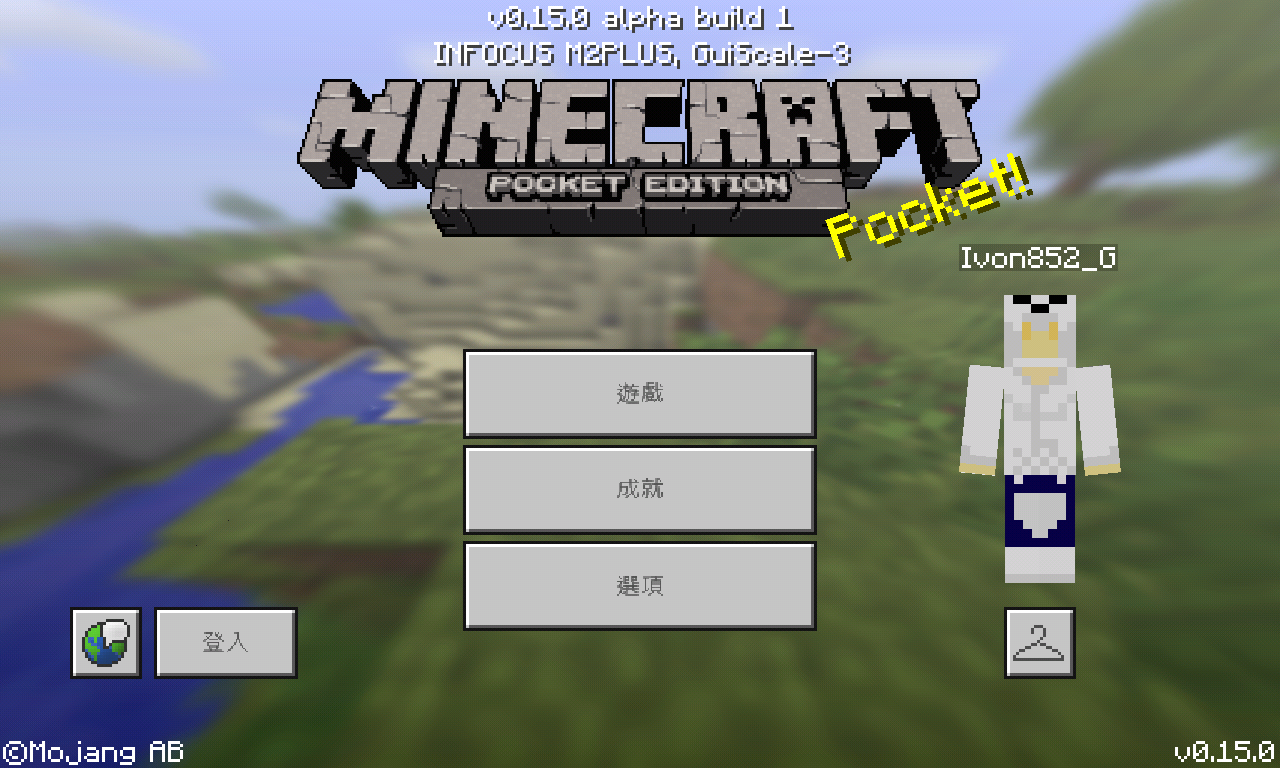 v0.15.0 alpha build 1
INFOCUS M2PLUS, GuiScale-3
MINECRAFT
POCKET EDITION
Pocket!
Ivon852_G
遊戲
成就
選項
登入
©Mojang AB
v0.15.0